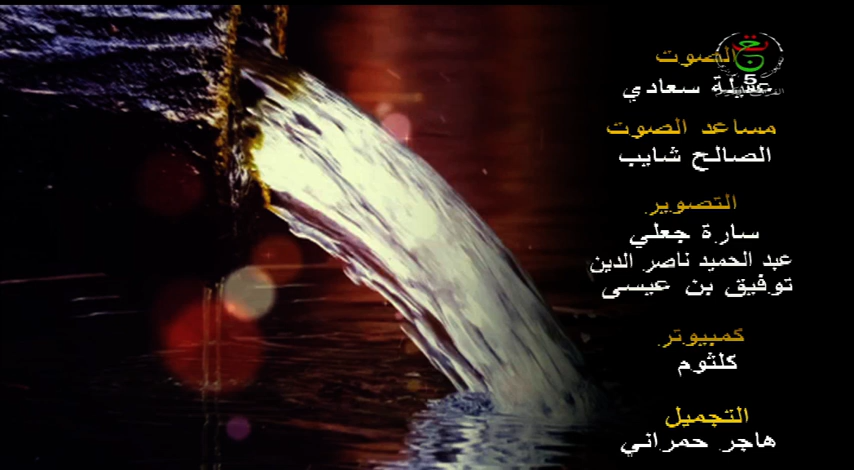 الصوت
سعادي
مساعد الصوت
الصالح شايب
التصوير
سارة جعلي
عبد الحميد ناصر الدين
توفيق بن عيسى
كمبيوتر
كلثوم
التجميل
هاجر حمراني
5